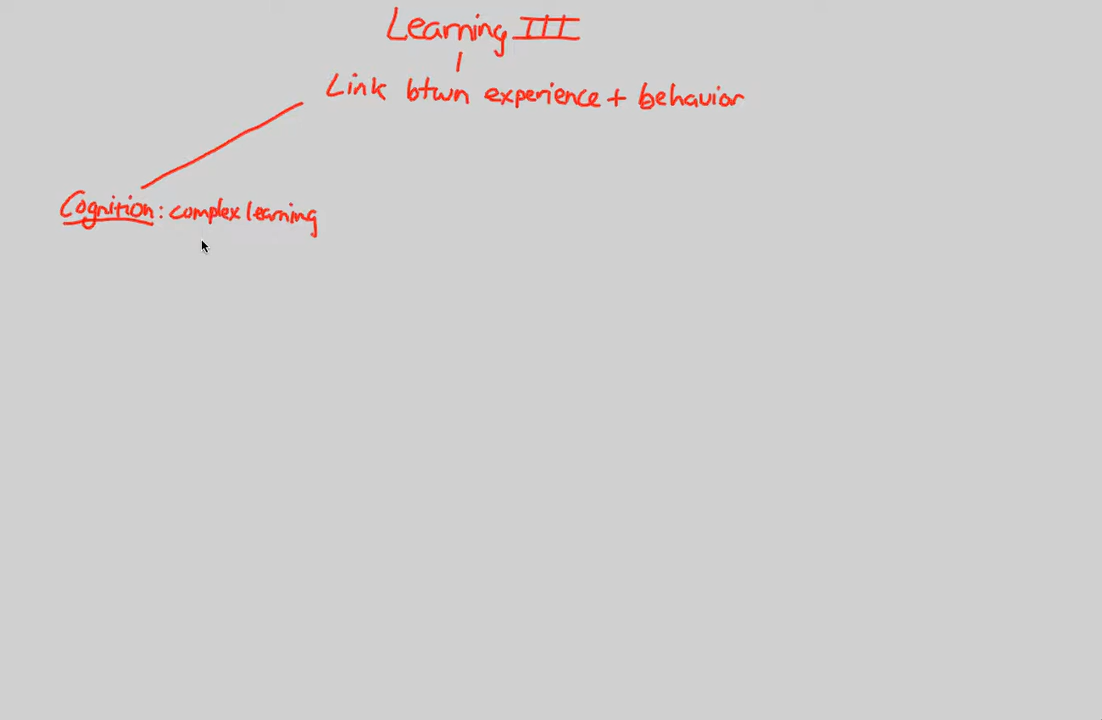 Learning III
Link btwn experience + behavior
Cognition: complex learning